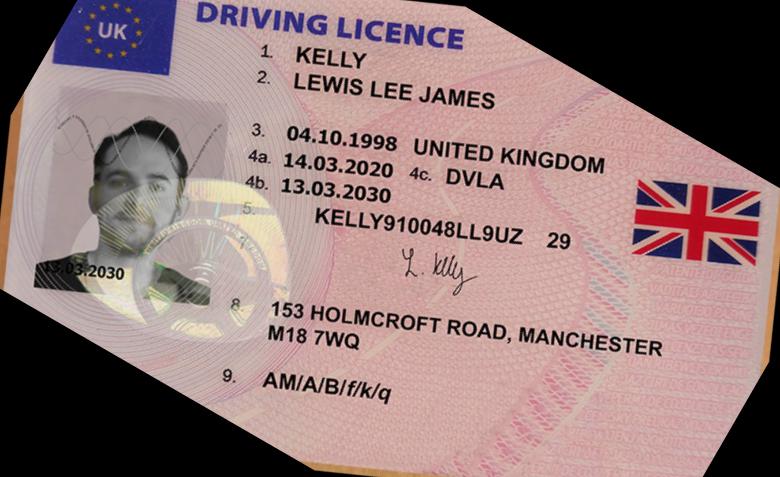 UK
DRIVING LICENCE
1. KELLY
2. LEWIS LEE JAMES
3. 04.10.1998 UNITED KINGDOM
4a. 14.03.2020 4c. DVLA
4b. 13.03.2030
5. KELLY910048LL9UZ 29
L. Kelly
13.03.2030
8. 153 HOLMCROFT ROAD, MANCHESTER
M18 7WQ
9. AM/A/B/f/k/q